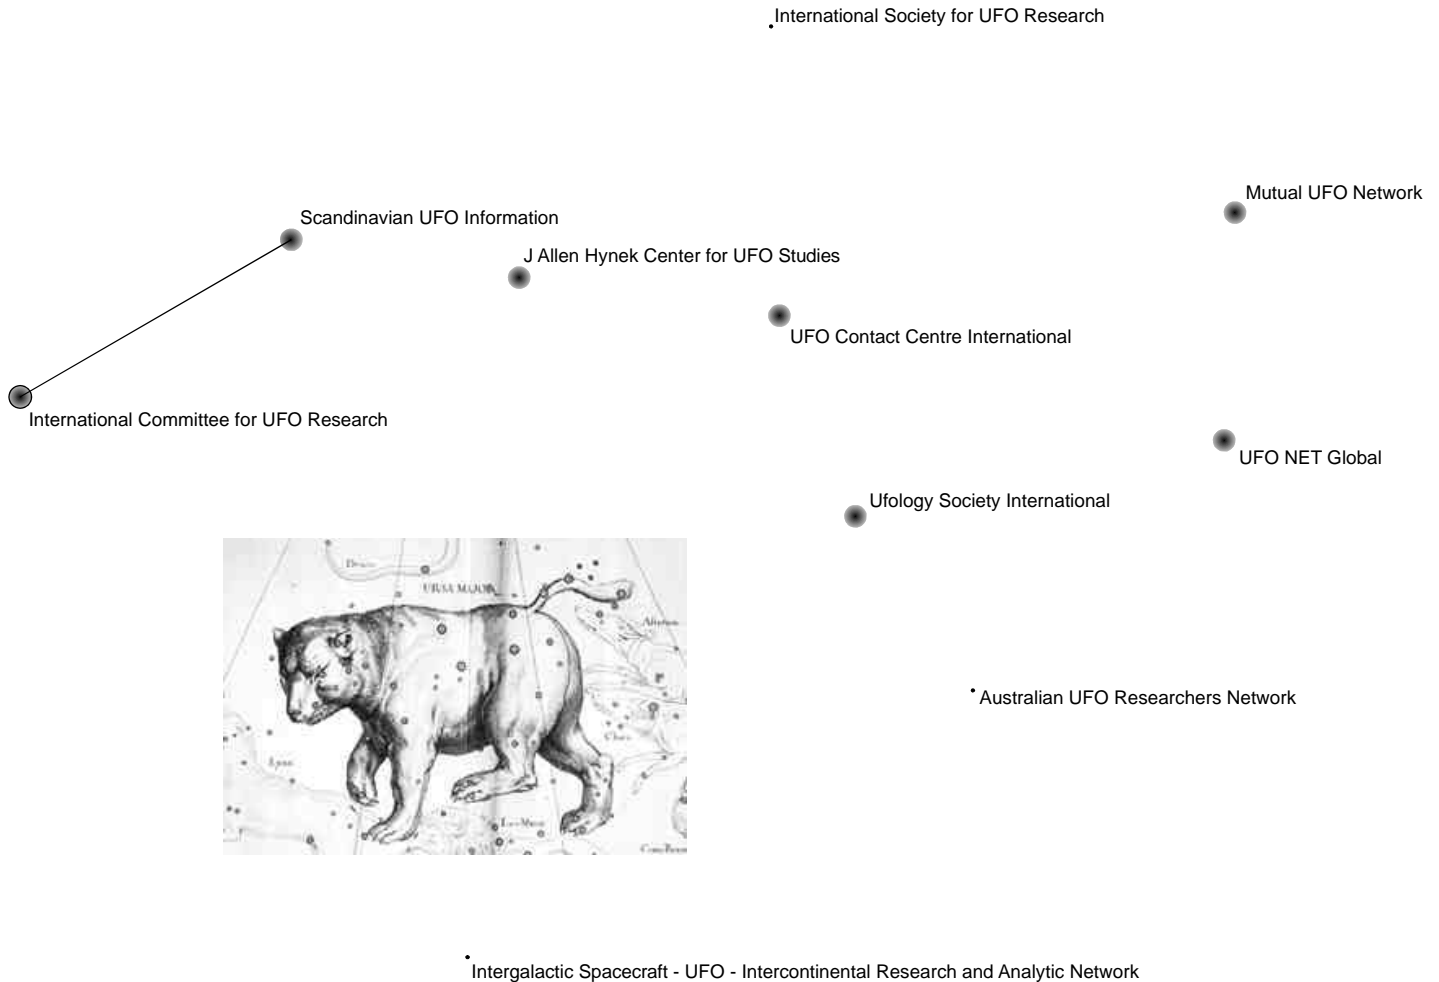 International Society for UFO Research
Mutual UFO Network
Scandinavian UFO Information
J Allen Hynek Center for UFO Studies
UFO Contact Centre International
International Committee for UFO Research
UFO NET Global
Ufology Society International
URSA MAJOR
Lynx
Australian UFO Researchers Network
Intergalactic Spacecraft - UFO - Intercontinental Research and Analytic Network